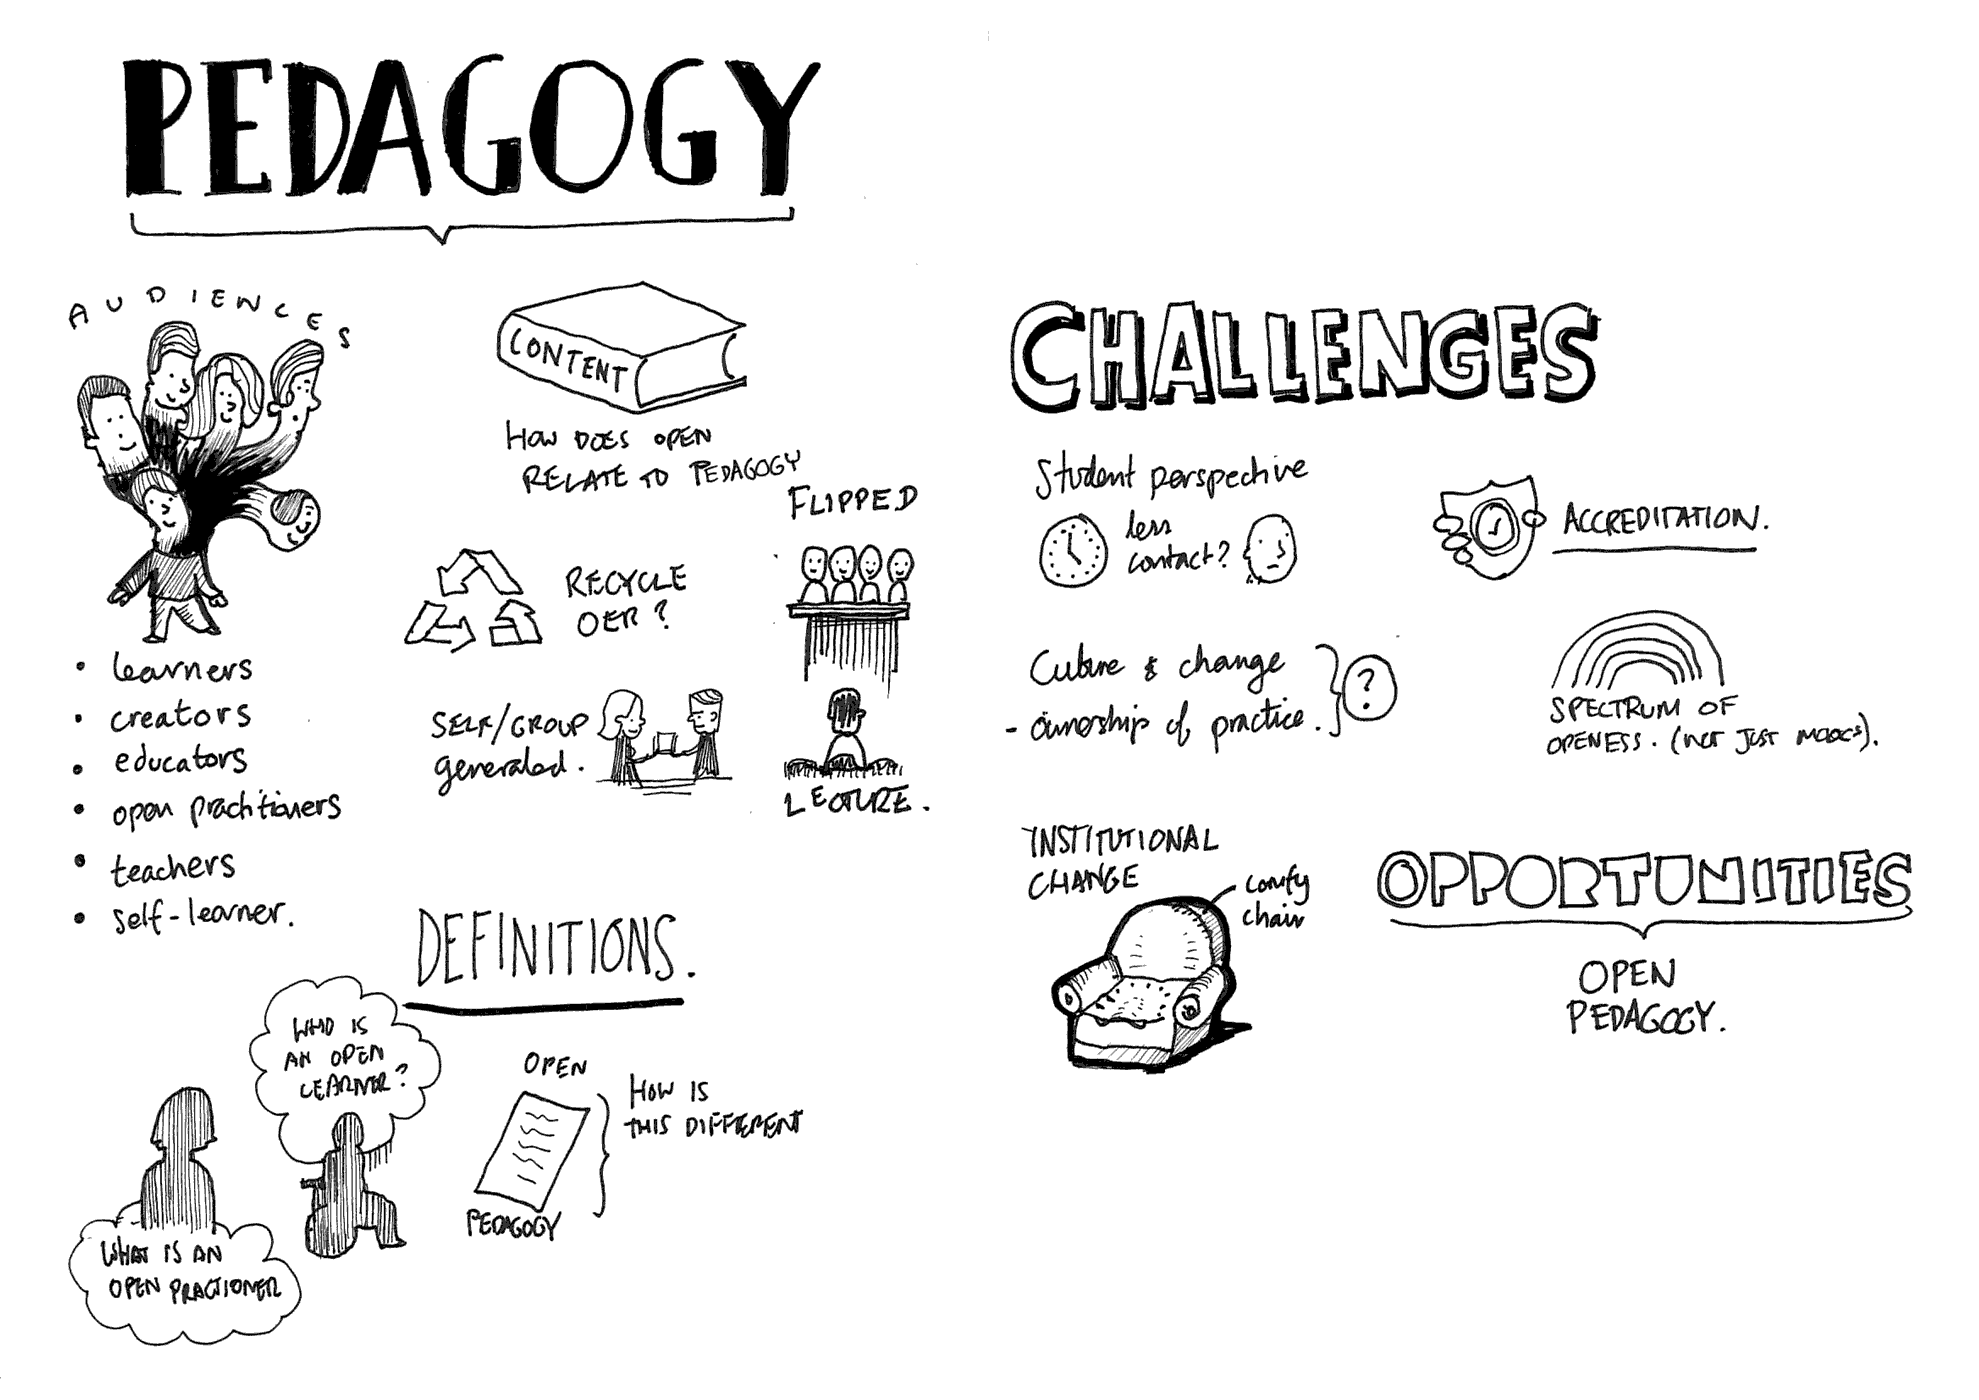 PEDAGOGY
AUDIENCES
CONTENT
HOW DOES OPEN
RELATE TO PEDAGOGY
FLIPPED
RECYCLE
OER?
SELF/GROUP
generated.
LECTURE.
• learners
• creators
• educators
• open practitioners
• teachers
• self-learner.
DEFINITIONS.
WHO IS
AN OPEN
LEARNER?
WHAT IS AN
OPEN PRACTIONER
OPEN
PEDAGOGY
HOW IS
THIS DIFFERENT
CHALLENGES
Student perspective
less
contact?
ACCREDITATION.
Culture & change
- ownership of practice.
?
SPECTRUM OF
OPENESS. (NOT JUST MOOCS).
INSTITUTIONAL
CHANGE
comfy
chair
OPPORTUNITIES
OPEN
PEDAGOGY.